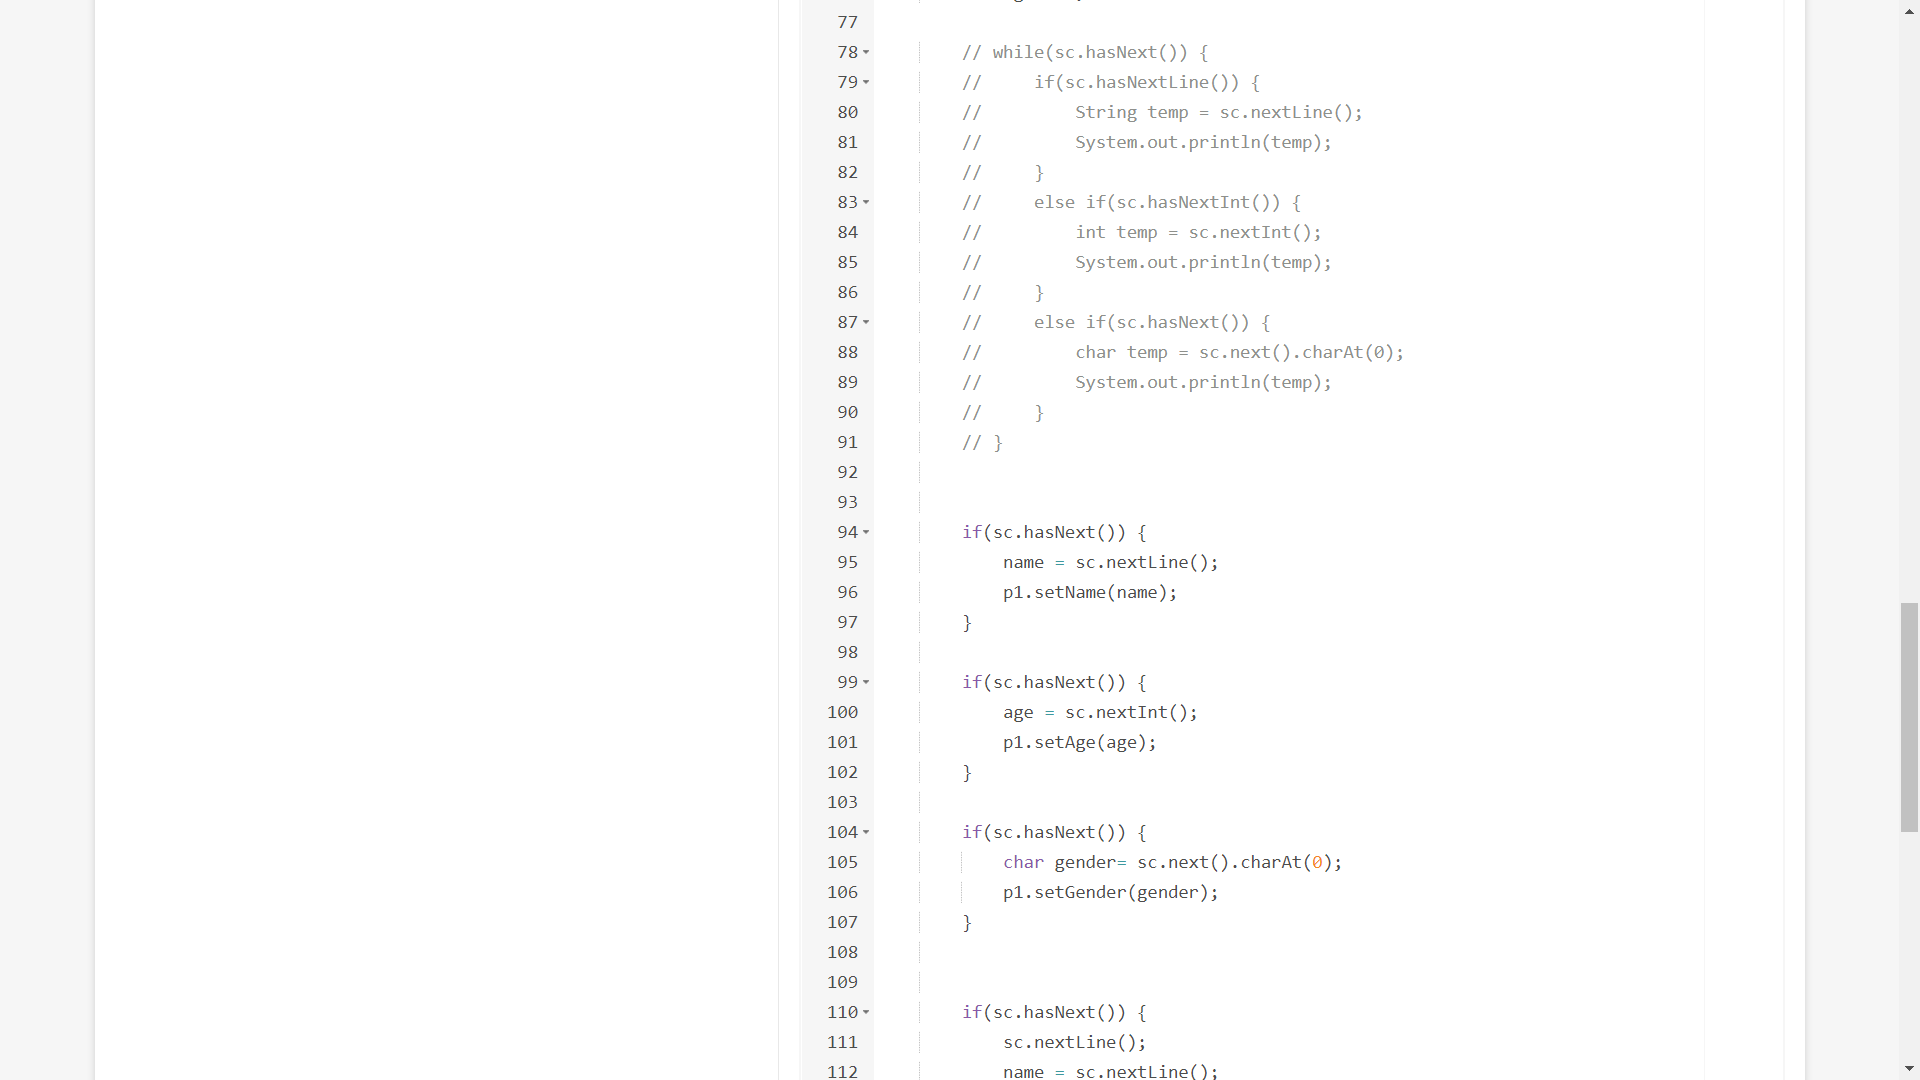 77
78 // while(sc.hasNext()) {
79 //     if(sc.hasNextLine()) {
80 //         String temp = sc.nextLine();
81 //         System.out.println(temp);
82 //     }
83 //     else if(sc.hasNextInt()) {
84 //         int temp = sc.nextInt();
85 //         System.out.println(temp);
86 //     }
87 //     else if(sc.hasNext()) {
88 //         char temp = sc.next().charAt(0);
89 //         System.out.println(temp);
90 //     }
91 // }
92
93
94 if(sc.hasNext()) {
95     name = sc.nextLine();
96     p1.setName(name);
97 }
98
99 if(sc.hasNext()) {
100     age = sc.nextInt();
101     p1.setAge(age);
102 }
103
104 if(sc.hasNext()) {
105     char gender= sc.next().charAt(0);
106     p1.setGender(gender);
107 }
108
109
110 if(sc.hasNext()) {
111     sc.nextLine();
112     name = sc.nextLine();